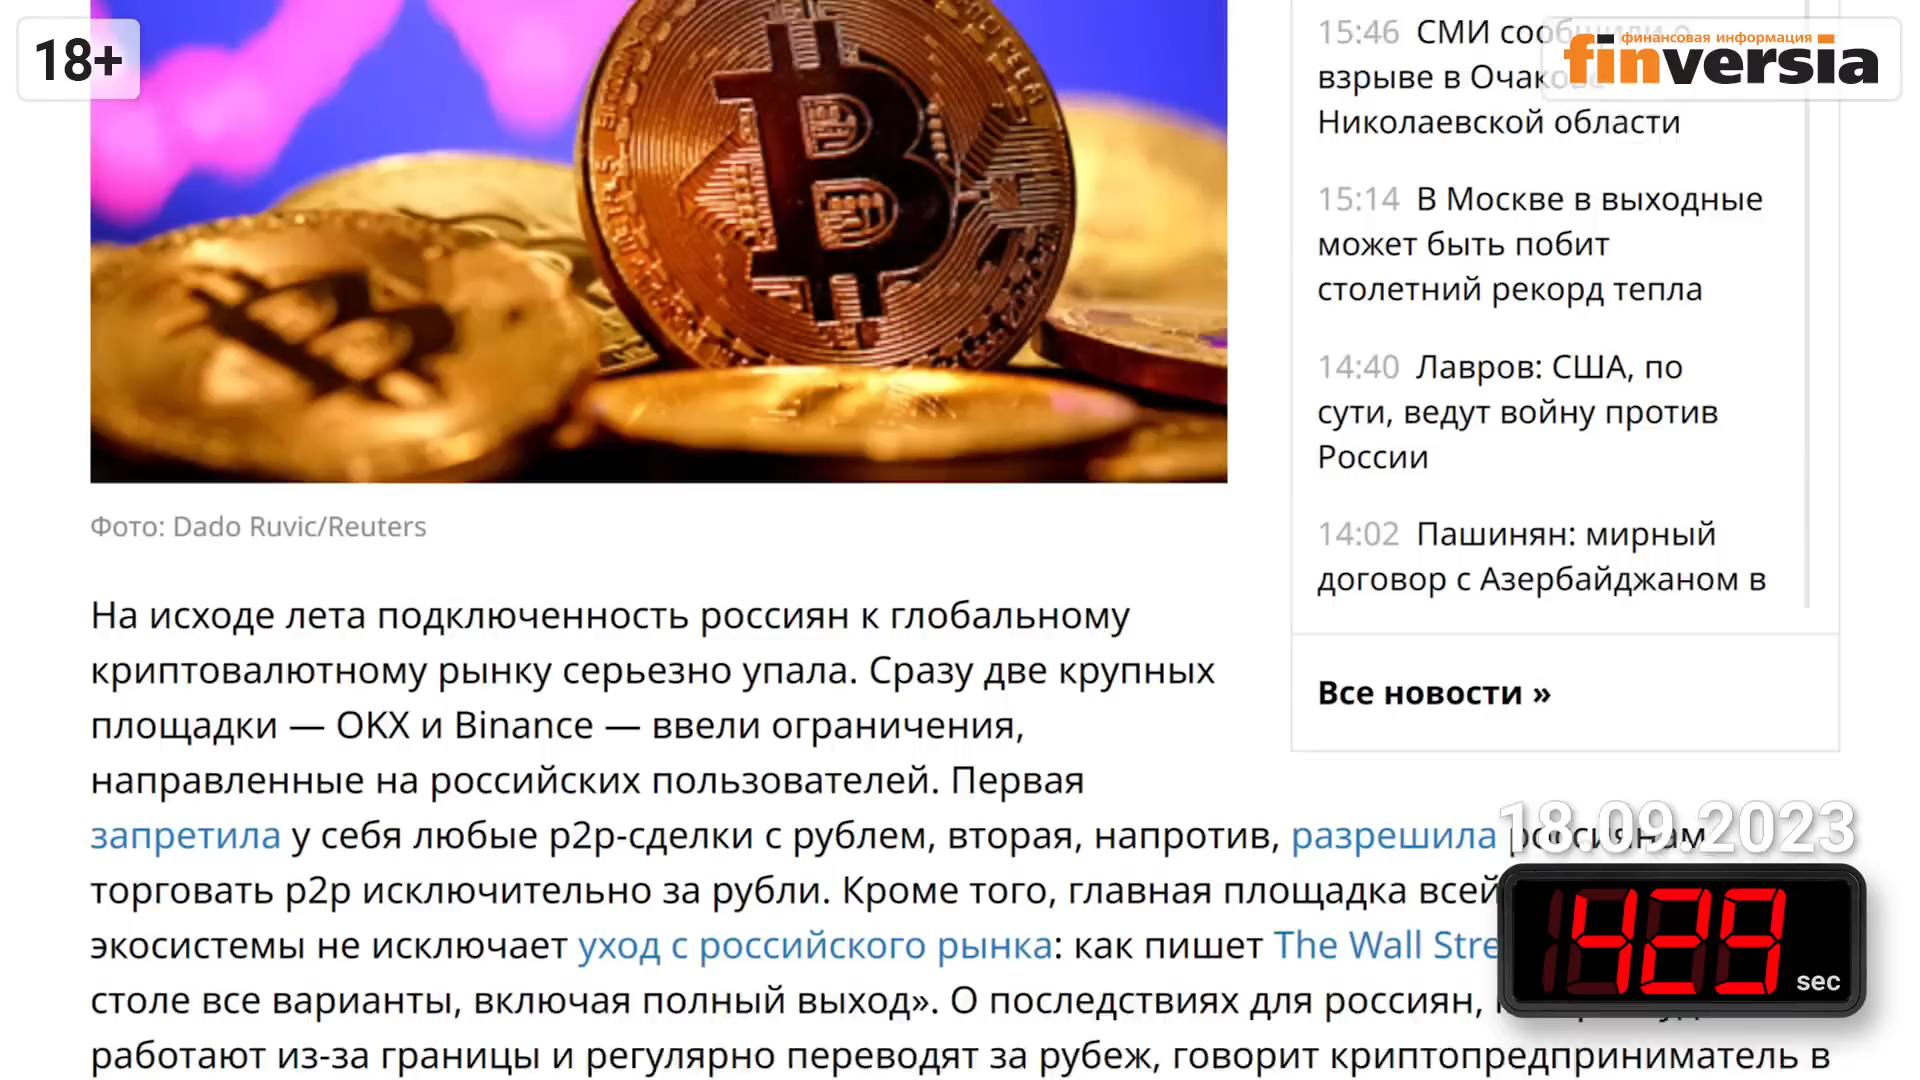 18+
финансовая информация
finversia
15:46 СМИ сообщили о
взрыве в Очакове
Николаевской области
15:14 В Москве в выходные
может быть побит
столетний рекорд тепла
14:40 Лавров: США, по
сути, ведут войну против
России
14:02 Пашинян: мирный
договор с Азербайджаном в
Все новости »
Фото: Dado Ruvic/Reuters
На исходе лета подключенность россиян к глобальному
криптовалютному рынку серьезно упала. Сразу две крупных
площадки — OKX и Binance — ввели ограничения,
направленные на российских пользователей. Первая
запретила у себя любые p2p-сделки с рублем, вторая, напротив, разрешила россиянам
торговать p2p исключительно за рубли. Кроме того, главная площадка всей
экосистемы не исключает уход с российского рынка: как пишет The Wall Stre
столе все варианты, включая полный выход». О последствиях для россиян,
работают из-за границы и регулярно переводят за рубеж, говорит криптопредприниматель в
18.09.2023
429 sec